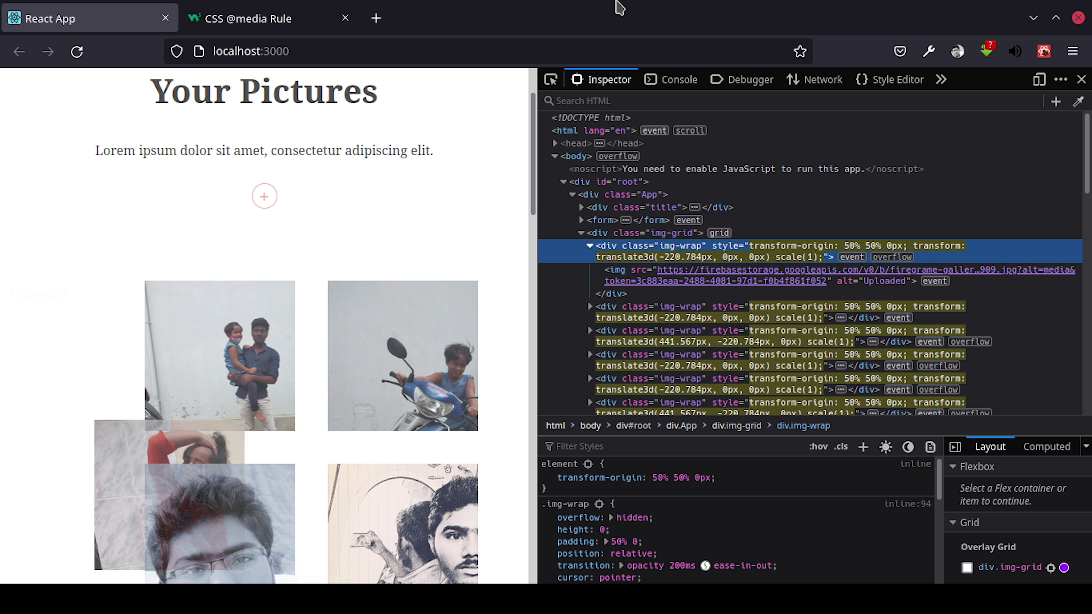 React App
CSS @media Rule
localhost:3000
?
Your Pictures
Lorem ipsum dolor sit amet, consectetur adipiscing elit.
+
Inspector
Console
Debugger
Network
Style Editor
Search HTML
<!DOCTYPE html>
<html lang="en"> event scroll
<head> ⋯ </head>
<body> overflow
<noscript>You need to enable JavaScript to run this app.</noscript>
<div id="root">
<div class="App">
<div class="title"> ⋯ </div>
<form> ⋯ </form> event
<div class="img-grid"> grid
<div class="img-wrap" style="transform-origin: 50% 50% 0px; transform:
translate3d(-220.784px, 0px, 0px) scale(1);"> event overflow
<img src="https://firebasestorage.googleapis.com/v0/b/firegrame-galler…909.jpg?alt=media&
token=3c883eaa-2488-4081-97d1-f0b4f861f052" alt="Uploaded"> event
</div>
<div class="img-wrap" style="transform-origin: 50% 50% 0px; transform:
translate3d(-220.784px, 0px, 0px) scale(1);"> ⋯ </div> event
<div class="img-wrap" style="transform-origin: 50% 50% 0px; transform:
translate3d(441.567px, -220.784px, 0px) scale(1);"> ⋯ </div> event overflow
<div class="img-wrap" style="transform-origin: 50% 50% 0px; transform:
translate3d(-220.784px, 0px, 0px) scale(1);"> ⋯ </div> event overflow
<div class="img-wrap" style="transform-origin: 50% 50% 0px; transform:
translate3d(-220.784px, 0px, 0px) scale(1);"> ⋯ </div> event overflow
<div class="img-wrap" style="transform-origin: 50% 50% 0px; transform:
translate3d(441.567px, -220.784px, 0px) scale(1);"> ⋯ </div> event overflow
html body div#root div.App div.img-grid div.img-wrap
Filter Styles
:hov .cls +
element {
inline
transform-origin: 50% 50% 0px;
}
.img-wrap {
inline:94
overflow: hidden;
height: 0;
padding: 50% 0;
position: relative;
transition: opacity 200ms ease-in-out;
cursor: pointer;
Layout
Computed
Flexbox
Select a Flex container or
item to continue.
Grid
Overlay Grid
div.img-grid